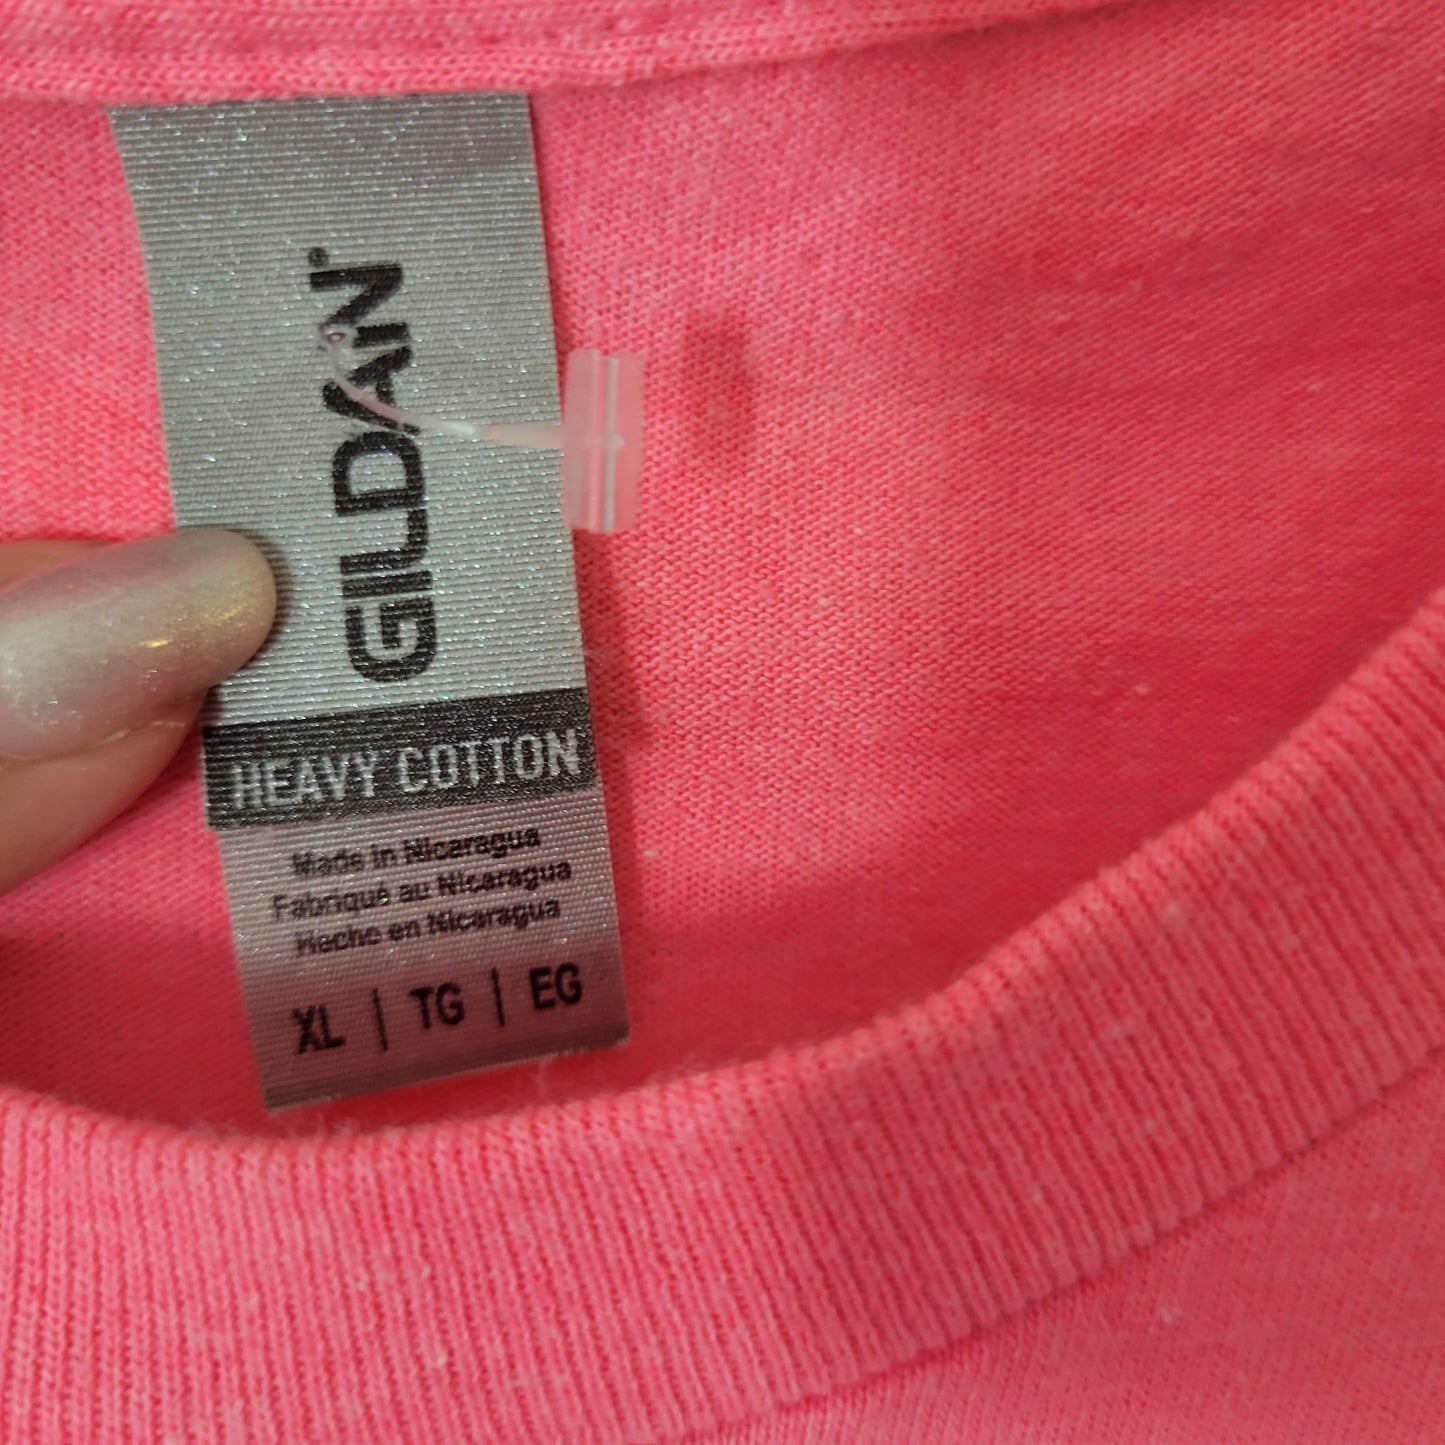 GILDAN®
HEAVY COTTON
Made in Nicaragua
Fabriqué au Nicaragua
Hecho en Nicaragua
XL | TG | EG